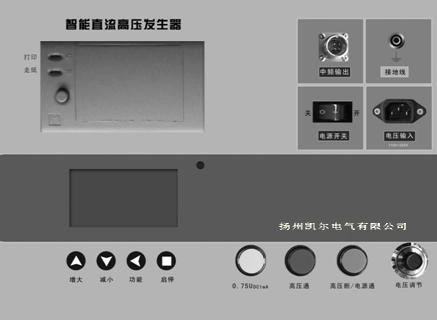 智能直流高压发生器
打印
走纸
中频输出
接地线
关
开
电源开关
电压输入
扬州凯尔电气有限公司
增大
减小
功能
启停
0.75UDC1mA
高压通
高压断/电源通
电压调节